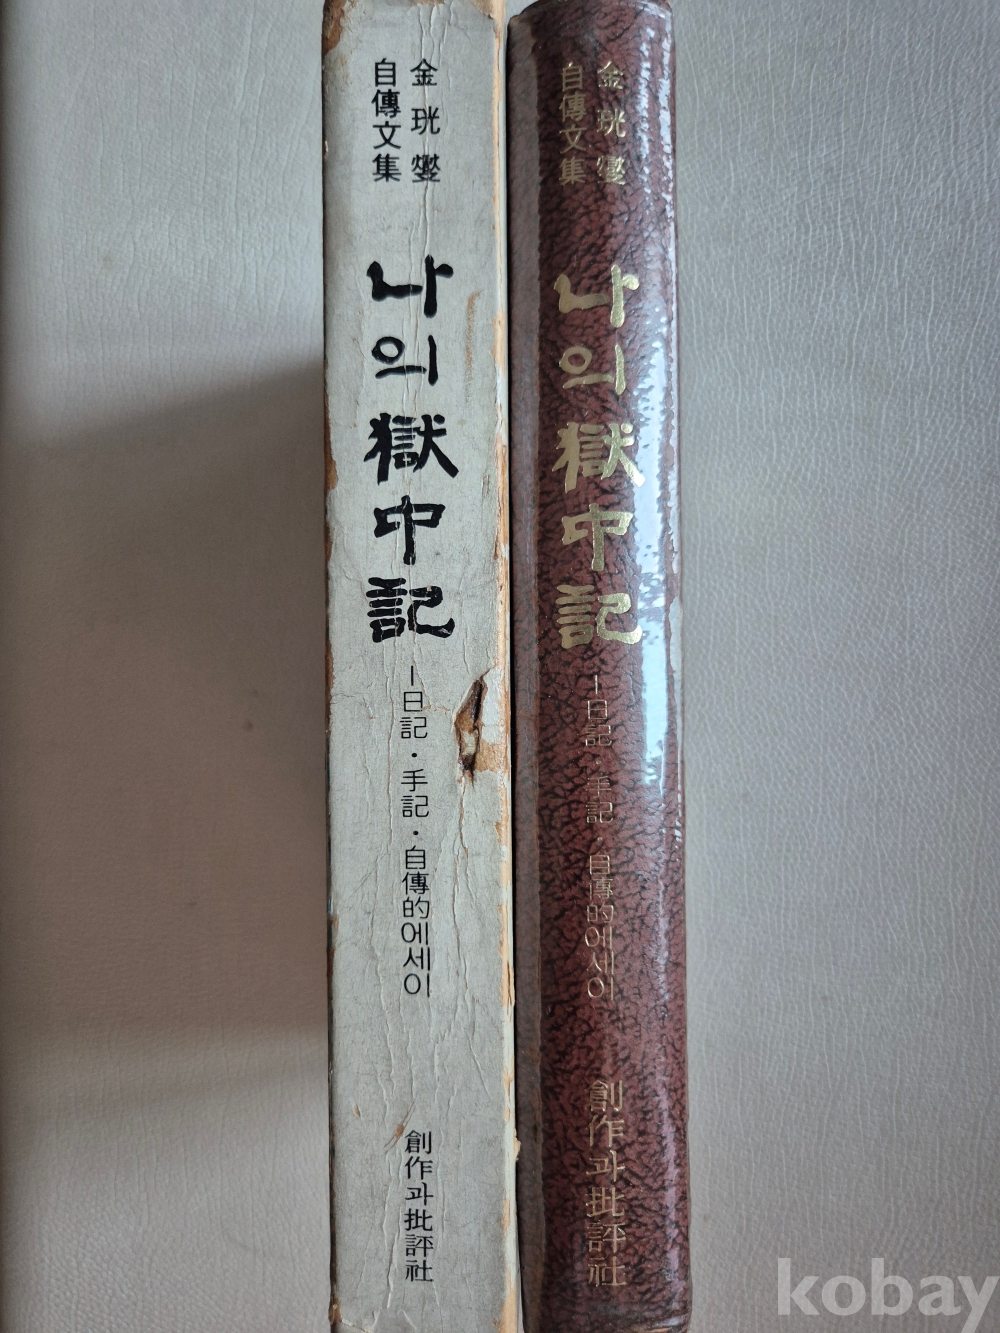 金珖燮
自傳文集
나의獄中記
－日記·手記·自傳的에세이
創作과批評社
金珖燮
自傳文集
나의獄中記
－日記·手記·自傳的에세이
創作과批評社
kobay